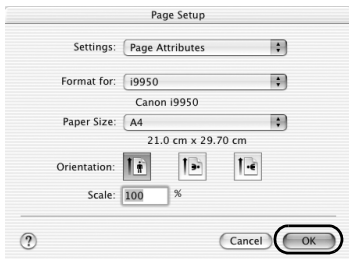 Page Setup
Settings: Page Attributes
Format for: i9950
Canon i9950
Paper Size: A4
21.0 cm x 29.70 cm
Orientation:
Scale: 100 %
? Cancel OK